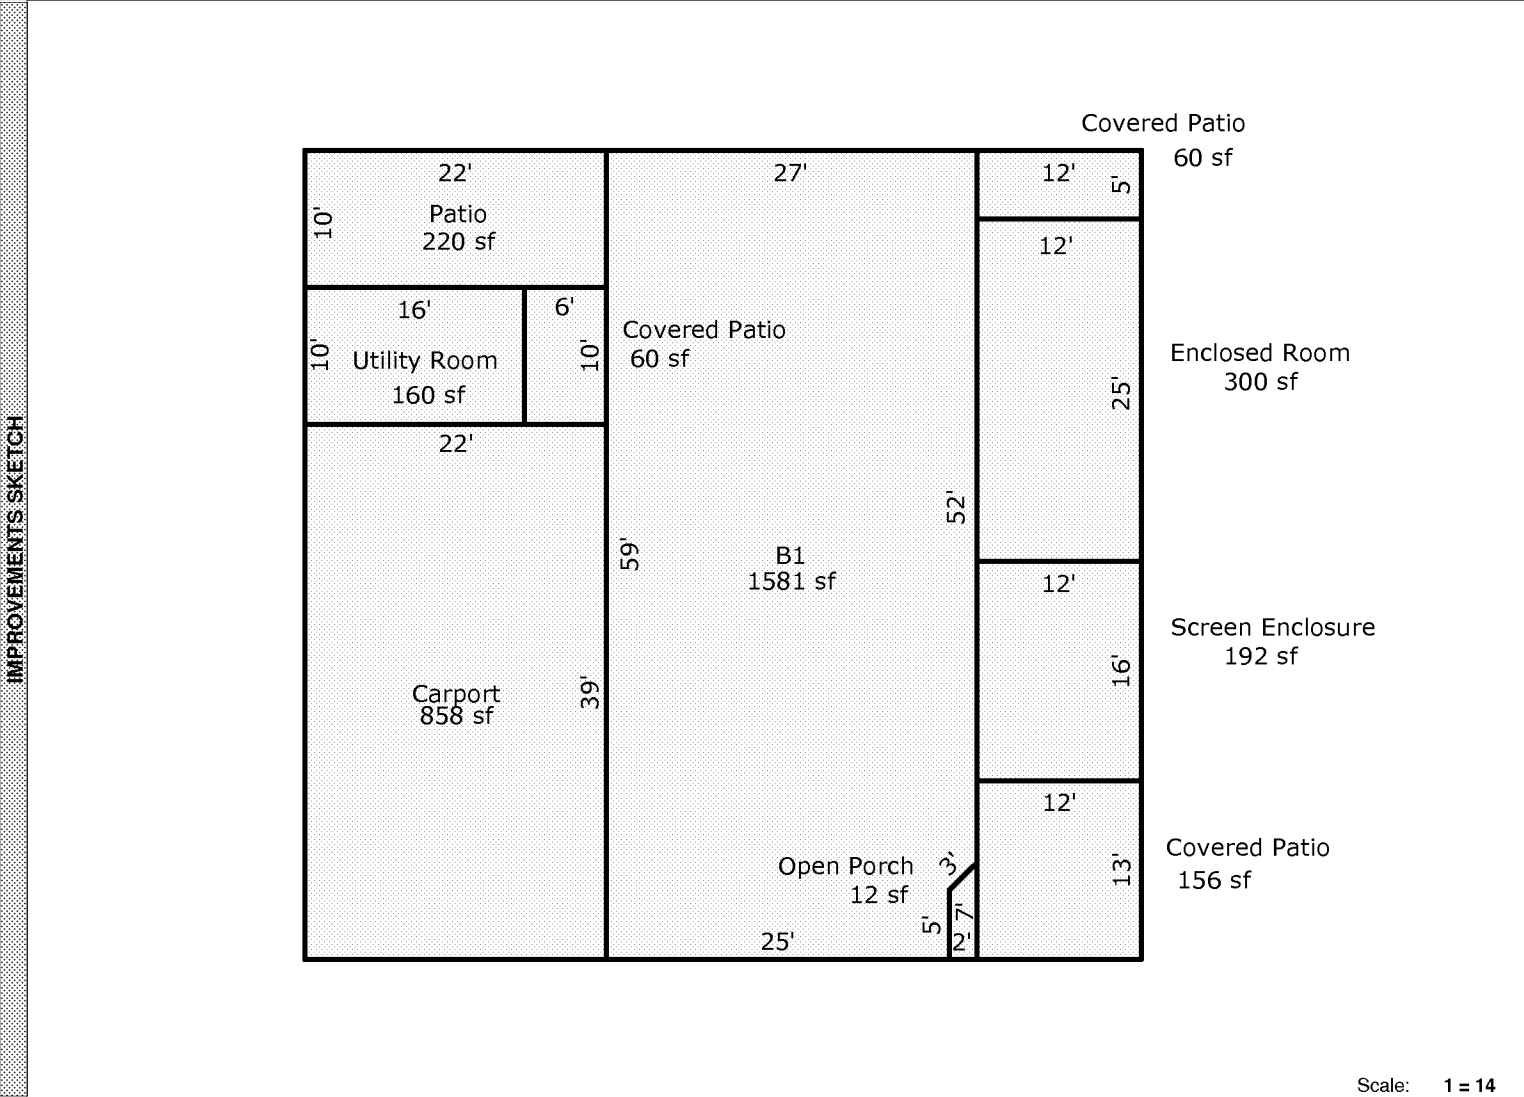 IMPROVEMENTS SKETCH
Covered Patio
60 sf
22'
27'
12'
5'
10'
Patio
220 sf
12'
16'
6'
10'
Utility Room
160 sf
10'
Covered Patio
60 sf
Enclosed Room
300 sf
25'
22'
52'
59'
B1
1581 sf
12'
Screen Enclosure
192 sf
16'
Carport
858 sf
39'
12'
Open Porch
12 sf
3'
5'
7'
2'
25'
13'
Covered Patio
156 sf
Scale: 1 = 14